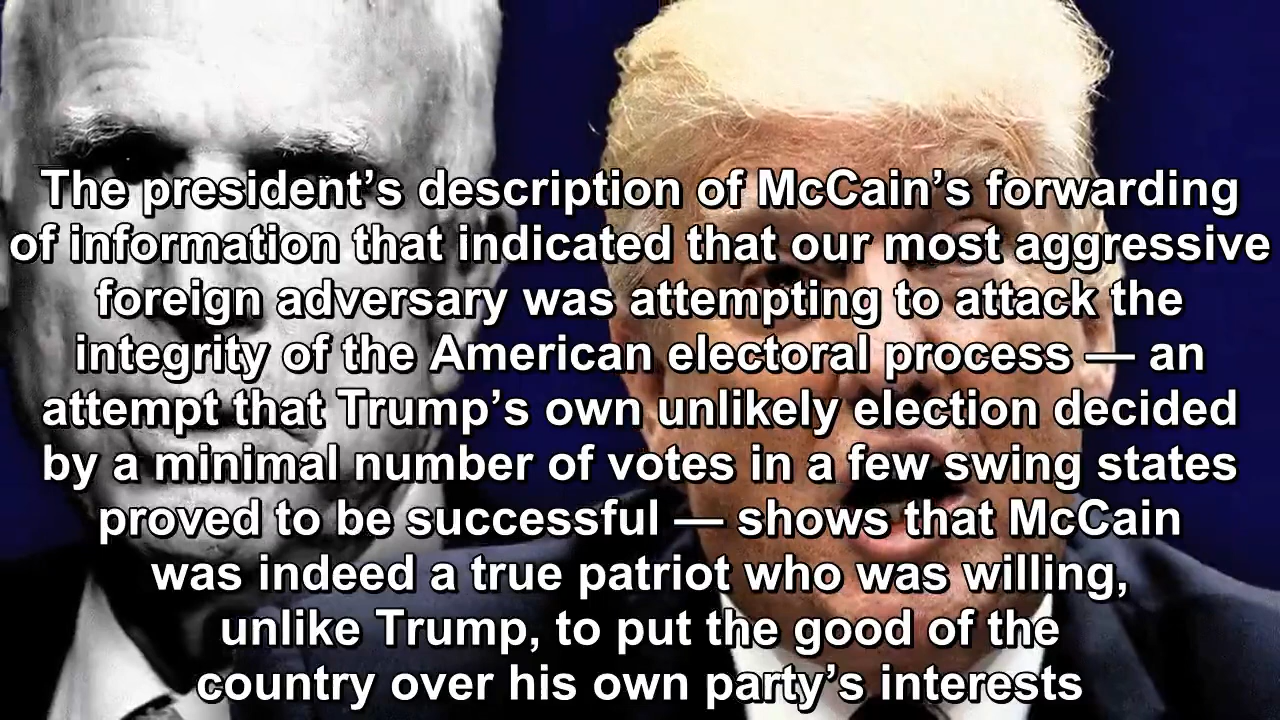 The president’s description of McCain’s forwarding
of information that indicated that our most aggressive
foreign adversary was attempting to attack the
integrity of the American electoral process — an
attempt that Trump’s own unlikely election decided
by a minimal number of votes in a few swing states
proved to be successful — shows that McCain
was indeed a true patriot who was willing,
unlike Trump, to put the good of the
country over his own party’s interests